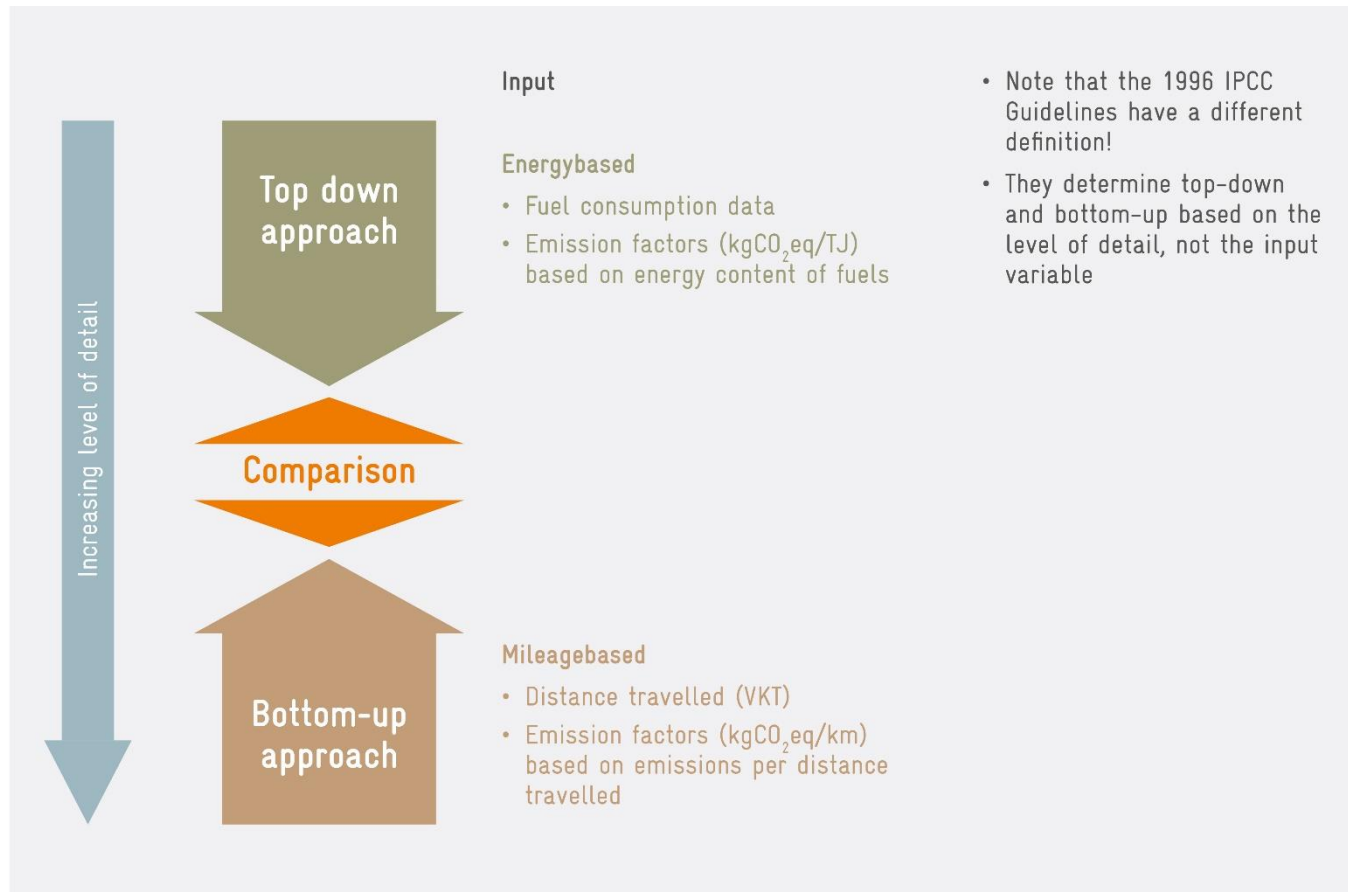 Increasing level of detail
Top down
approach
Comparison
Bottom-up
approach
Input
Energybased
• Fuel consumption data
• Emission factors (kgCO₂eq/TJ)
based on energy content of fuels
Mileagebased
• Distance travelled (VKT)
• Emission factors (kgCO₂eq/km)
based on emissions per distance
travelled
• Note that the 1996 IPCC
Guidelines have a different
definition!
• They determine top-down
and bottom-up based on the
level of detail, not the input
variable